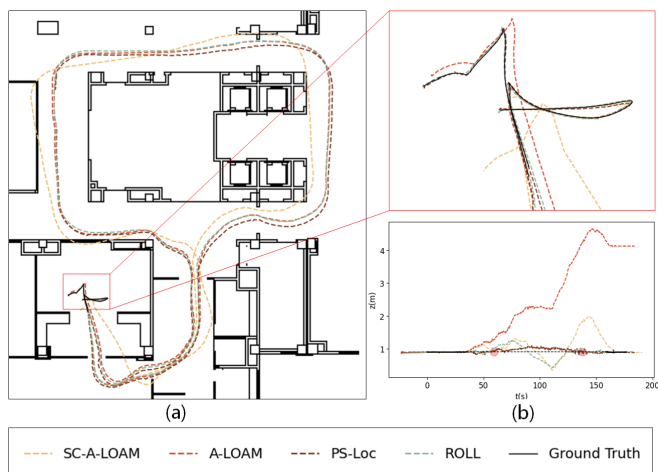 z(m)
4
3
2
1
0
50
100
150
200
t(s)
(a)
(b)
SC-A-LOAM A-LOAM PS-Loc ROLL Ground Truth